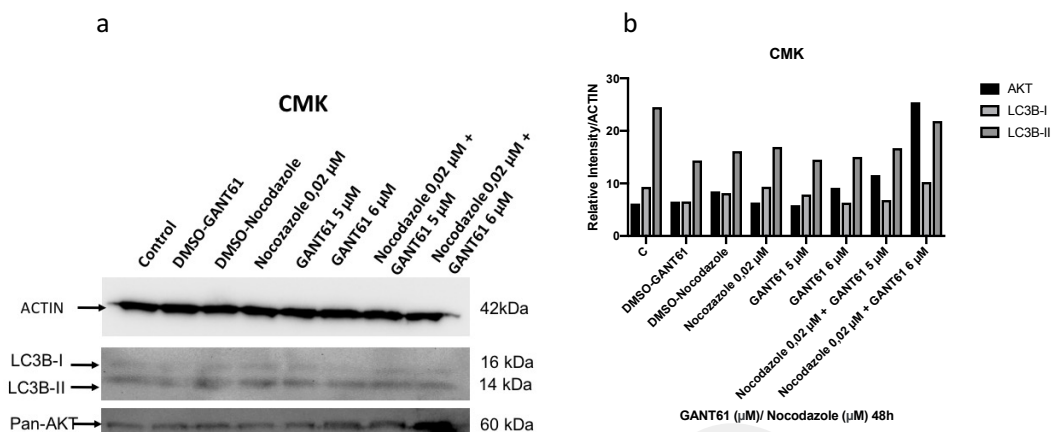 a
CMK
Control
DMSO-GANT61
DMSO-Nocodazole
Nocozazole 0,02 µM
GANT61 5 µM
GANT61 6 µM
Nocodazole 0,02 µM +
GANT61 5 µM
Nocodazole 0,02 µM +
GANT61 6 µM
ACTIN
42kDa
LC3B-I
16 kDa
LC3B-II
14 kDa
Pan-AKT
60 kDa
b
CMK
Relative Intensity/ACTIN
30
20
10
0
AKT
LC3B-I
LC3B-II
C
DMSO-GANT61
DMSO-Nocodazole
Nocozazole 0,02 µM
GANT61 5 µM
GANT61 6 µM
Nocodazole 0,02 µM + GANT61 5 µM
Nocodazole 0,02 µM + GANT61 6 µM
GANT61 (µM)/ Nocodazole (µM) 48h